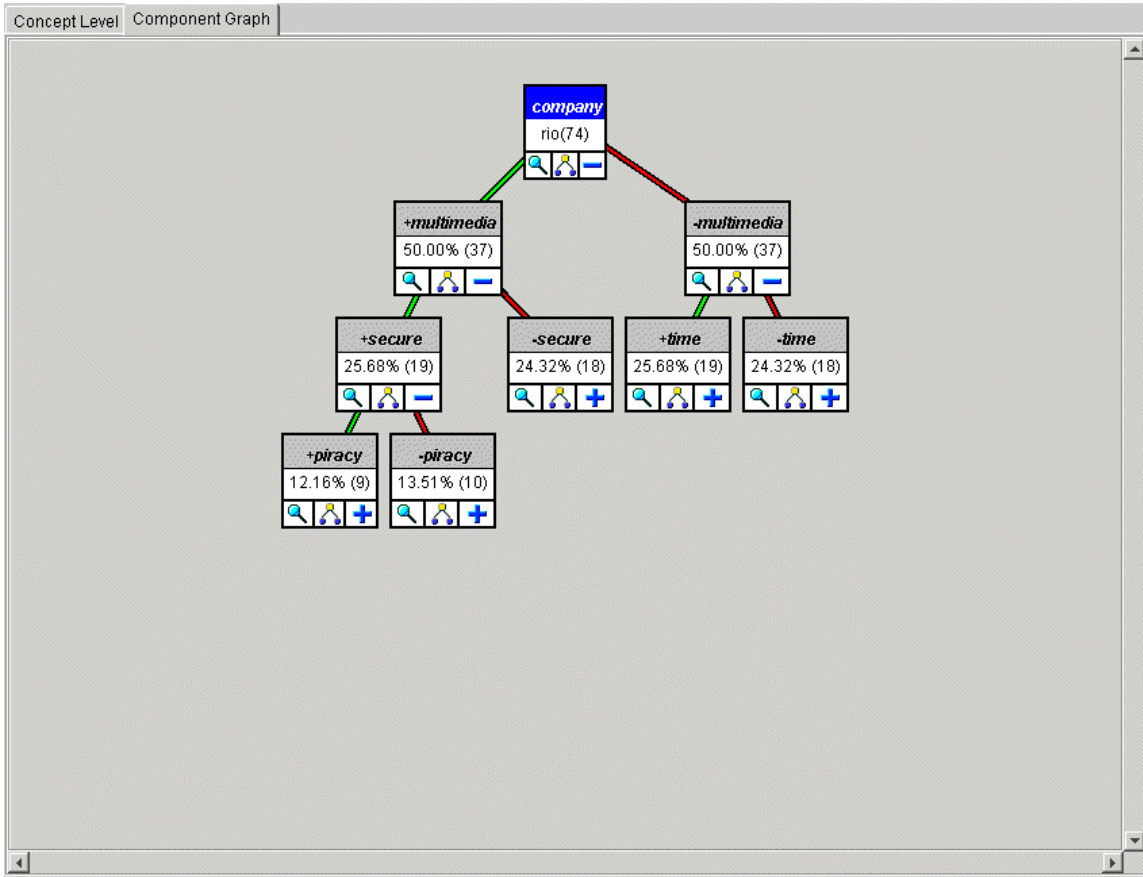 Concept Level
Component Graph
company
rio(74)
+multimedia
50.00% (37)
-multimedia
50.00% (37)
+secure
25.68% (19)
-secure
24.32% (18)
+time
25.68% (19)
-time
24.32% (18)
+piracy
12.16% (9)
-piracy
13.51% (10)